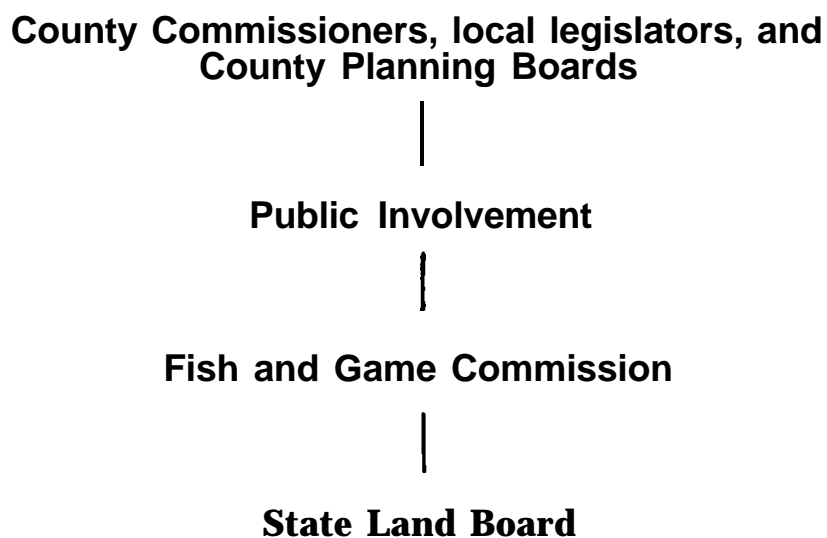 County Commissioners, local legislators, and
County Planning Boards
Public Involvement
Fish and Game Commission
State Land Board